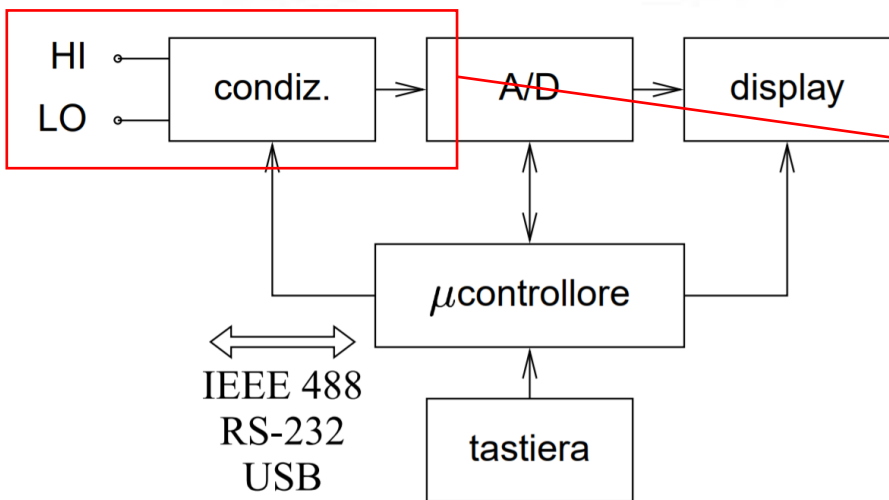 HI
LO
condiz.
A/D
display
μcontrollore
IEEE 488
RS-232
USB
tastiera